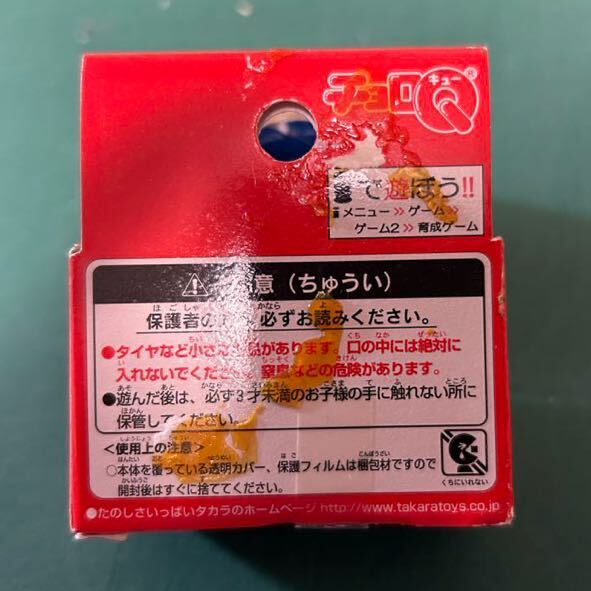 チョロQ キュー ®
で遊ぼう!!
メニュー≫ゲーム≫
ゲーム2≫育成ゲーム
意(ちゅうい)
保護者の 必ずお読みください。
●タイヤなど小さな 品があります。口の中には絶対に
入れないでくだ 窒息などの危険があります。
●遊んだ後は、必ず3才未満のお子様の手に触れない所に
保管してください。
<使用上の注意>
○本体を覆っている透明カバー、保護フィルムは梱包材ですので
開封後はすぐに捨ててください。
くちにいれない
●たのしさいっぱいタカラのホームページ http://www.takaratoys.co.jp